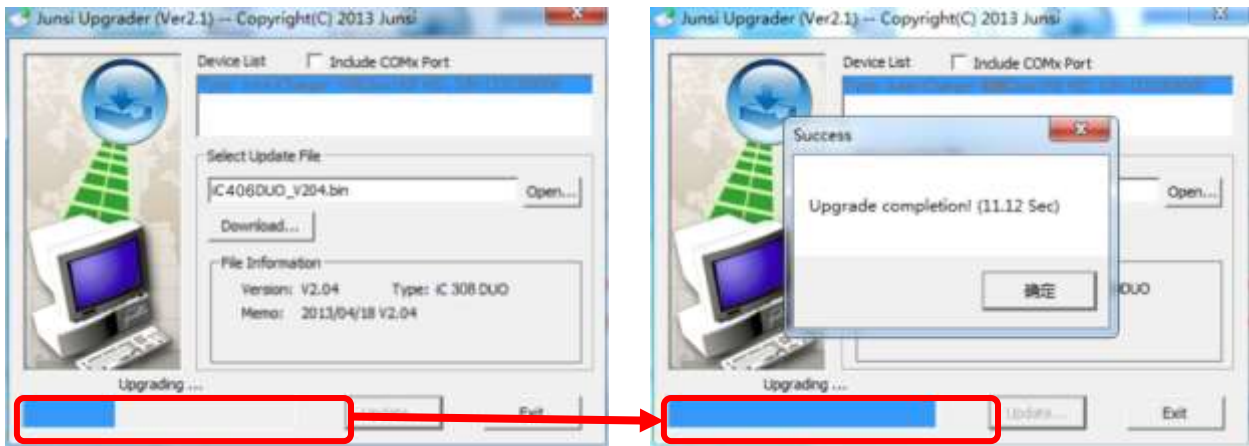 Junsi Upgrader (Ver2.1) -- Copyright(C) 2013 Junsi
Device List
Include COMx Port
Select Update File
iC406DUO_V204.bin
Open...
Download...
File Information
Version: V2.04 Type: iC 308 DUO
Memo: 2013/04/18 V2.04
Upgrading ...
Update...
Exit
Junsi Upgrader (Ver2.1) -- Copyright(C) 2013 Junsi
Device List
Include COMx Port
Success
Upgrade completion! (11.12 Sec)
确定
Open...
DUO
Upgrading ...
Update...
Exit